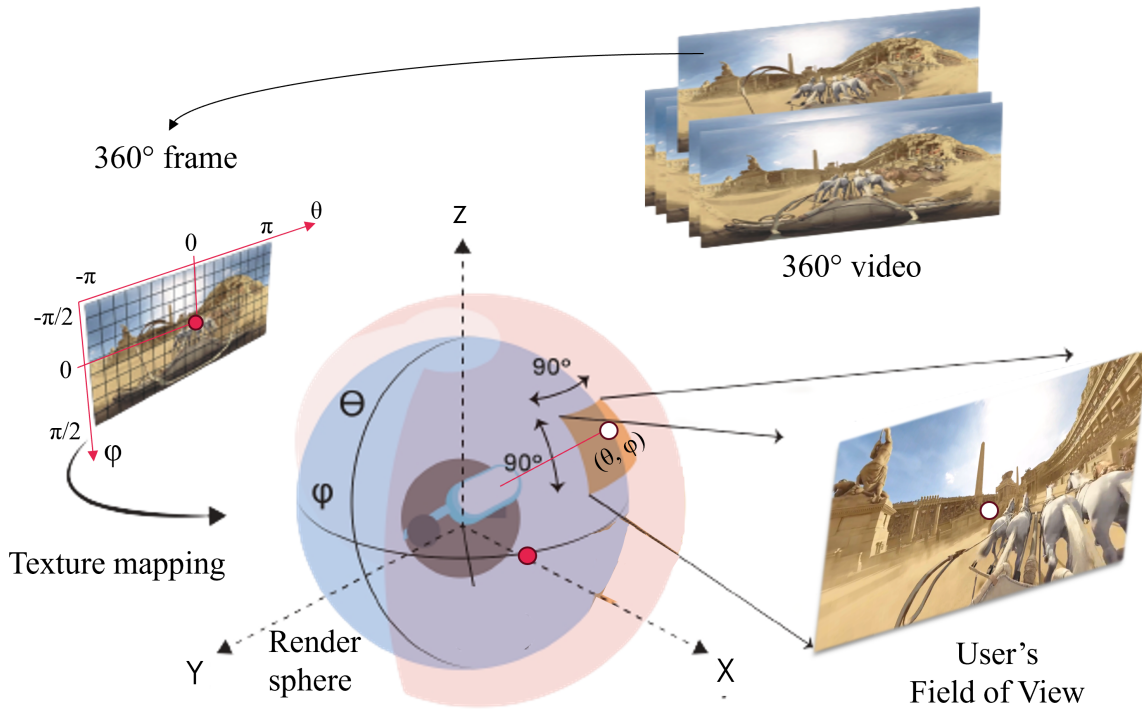 360° frame
360° video
θ
π
0
-π
-π/2
0
π/2
φ
Texture mapping
Z
Θ
φ
90°
90°
(θ, φ)
Y
X
Render
sphere
User’s
Field of View